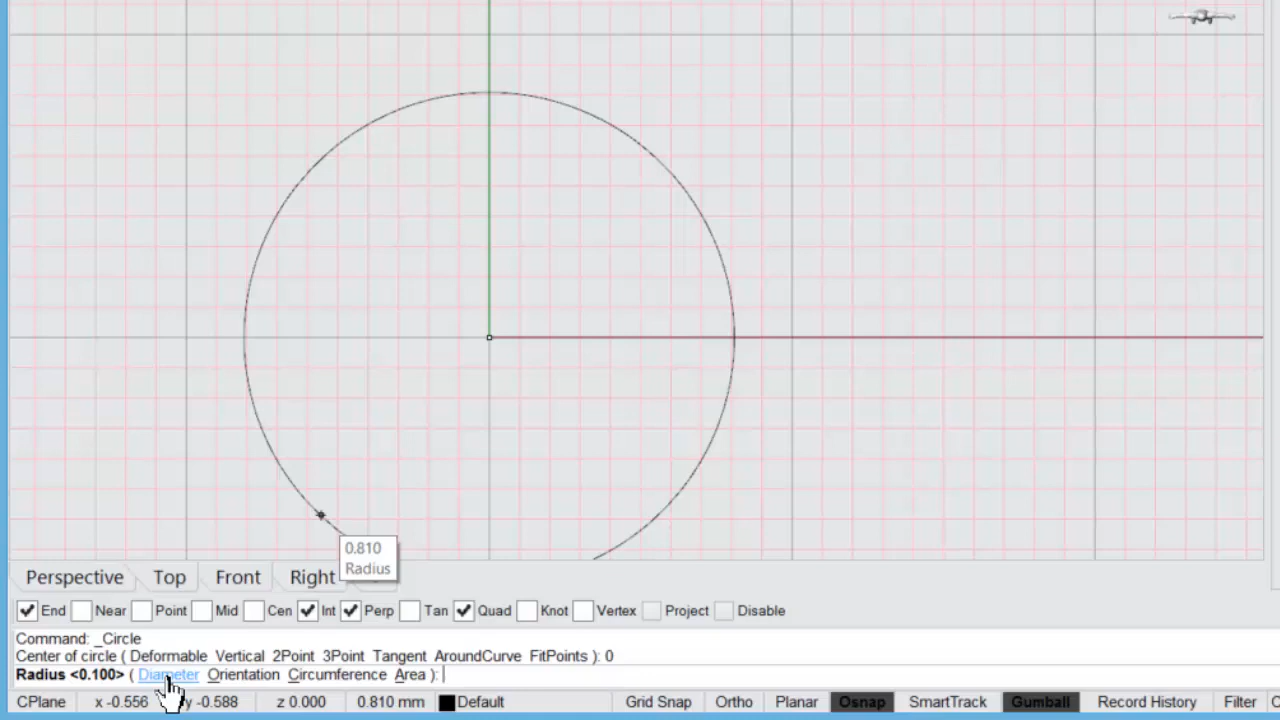 0.810
Radius
Perspective Top Front Right
End Near Point Mid Cen Int Perp Tan Quad Knot Vertex Project Disable
Command: _Circle
Center of circle ( Deformable Vertical 2Point 3Point Tangent AroundCurve FitPoints ): 0
Radius <0.100> ( Diameter Orientation Circumference Area ):
CPlane x -0.556 y -0.588 z 0.000 0.810 mm Default Grid Snap Ortho Planar Osnap SmartTrack Gumball Record History Filter